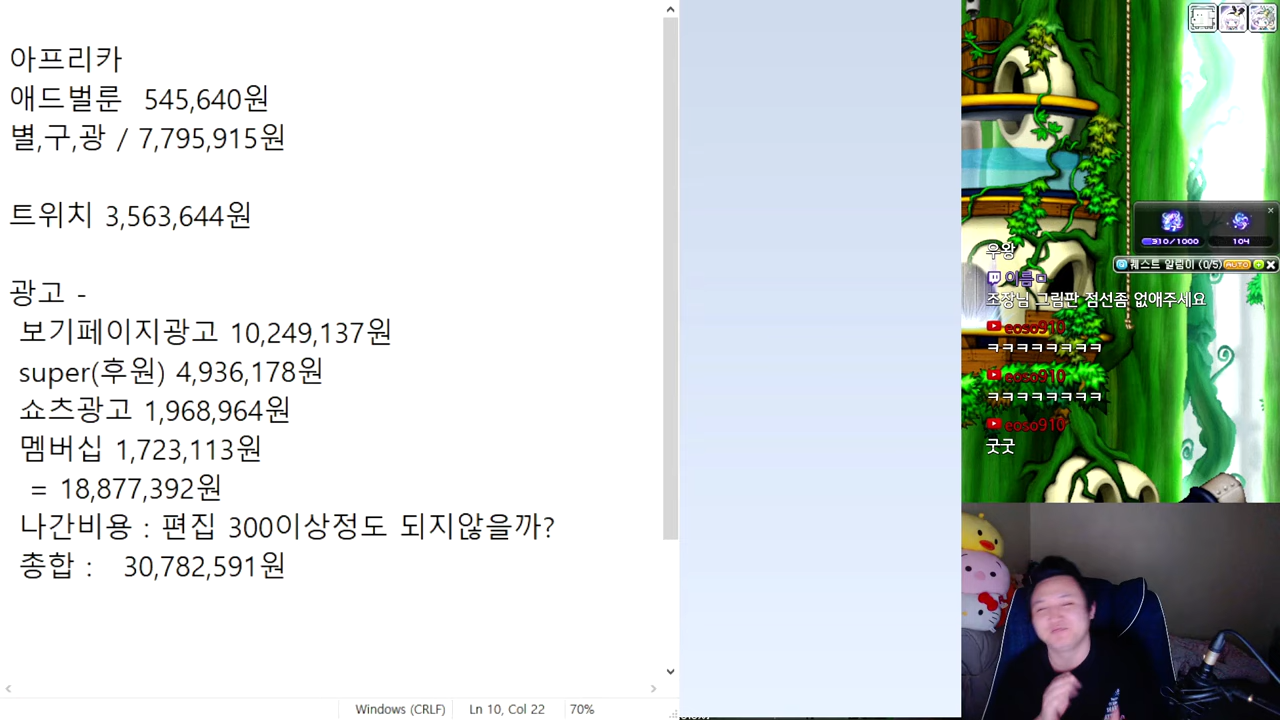 아프리카
애드벌룬 545,640원
별,구,광 / 7,795,915원
트위치 3,563,644원
광고 -
보기페이지광고 10,249,137원
super(후원) 4,936,178원
쇼츠광고 1,968,964원
멤버십 1,723,113원
= 18,877,392원
나간비용 : 편집 300이상정도 되지않을까?
총합 : 30,782,591원
Windows (CRLF) Ln 10, Col 22 70%
310/1000 104
퀘스트 알림이 (0/5) AUTO
우왕
이름ㅁ
조장님 그림판 점선좀 없애주세요
eoso910
ㅋㅋㅋㅋㅋㅋㅋㅋ
eoso910
ㅋㅋㅋㅋㅋㅋㅋㅋ
eoso910
굿굿